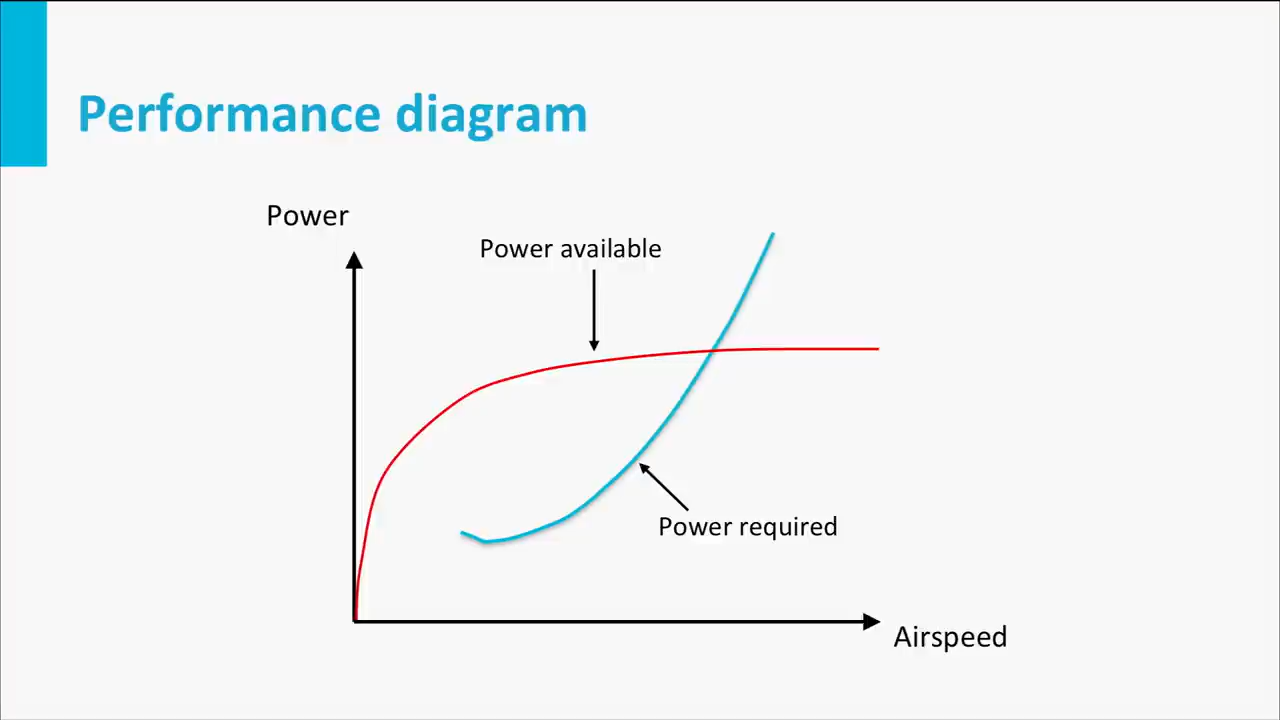 Performance diagram
Power
Power available
Power required
Airspeed